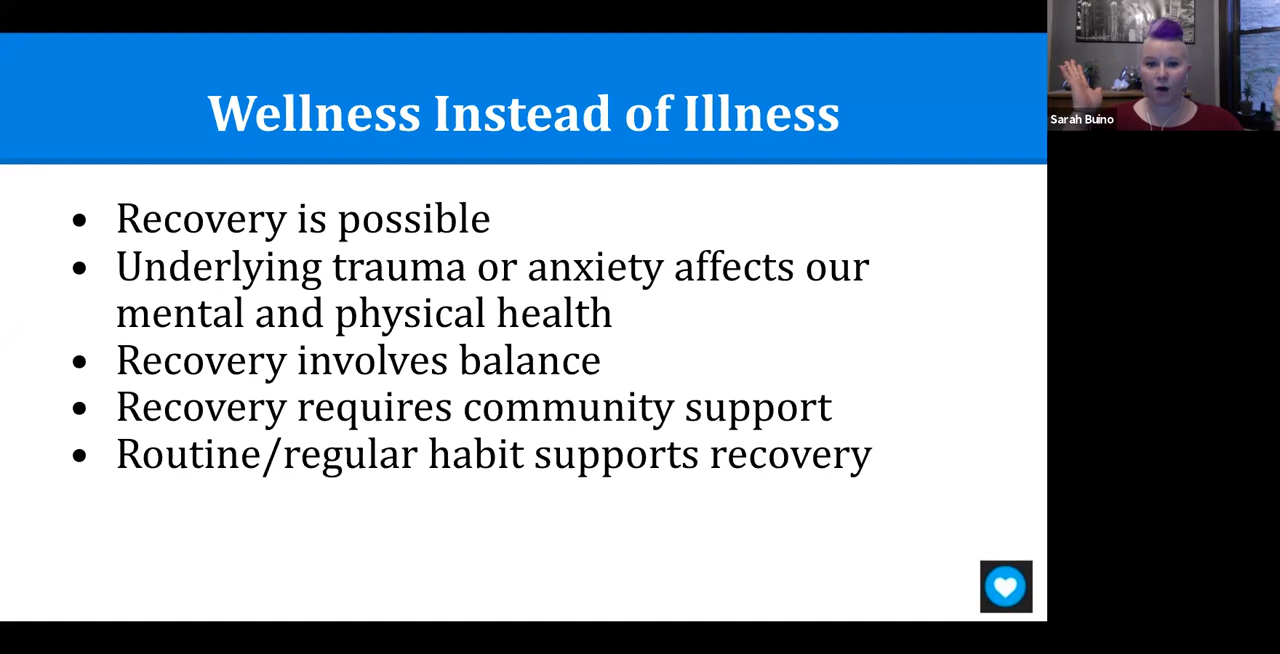 Wellness Instead of Illness
Sarah Buino
• Recovery is possible
• Underlying trauma or anxiety affects our
mental and physical health
• Recovery involves balance
• Recovery requires community support
• Routine/regular habit supports recovery